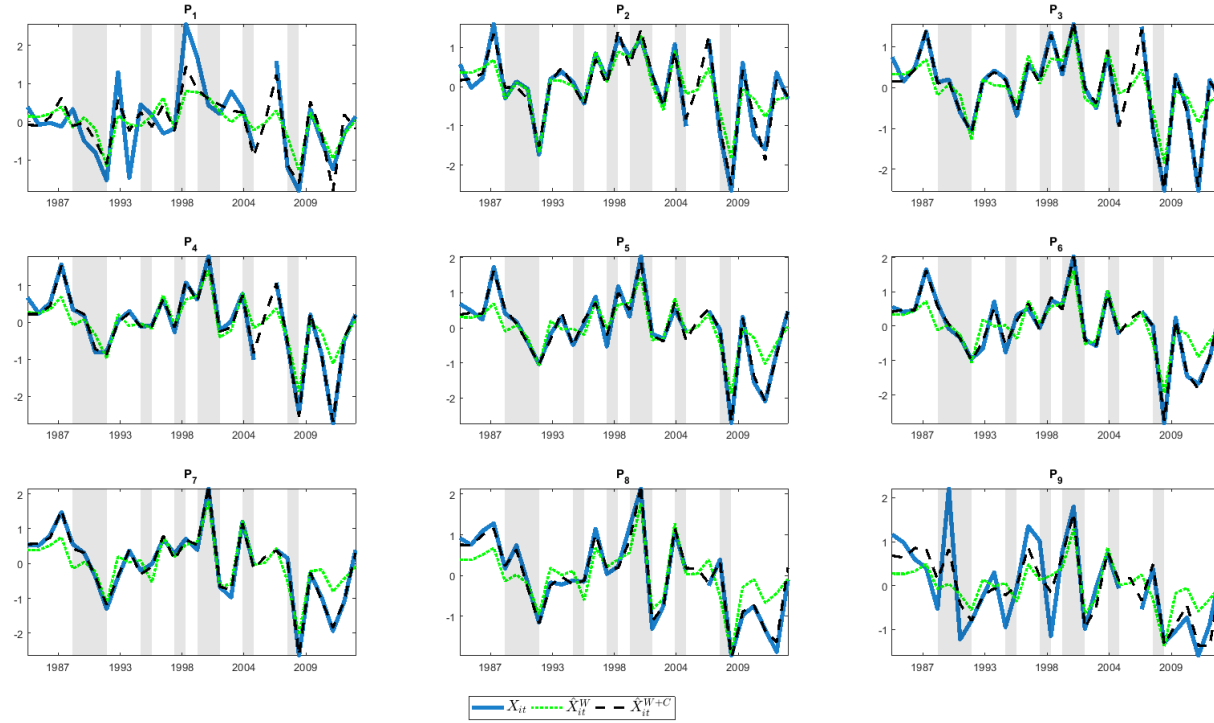 P1 P2 P3
1 1 1
0 0 0
-1 -1 -1
-2 -2
1987 1993 1998 2004 2009 1987 1993 1998 2004 2009 1987 1993 1998 2004 2009
2
P4 P5 P6
1 2 2
0 1 1
-1 0 0
-2 -1 -1
-2 -2
1987 1993 1998 2004 2009 1987 1993 1998 2004 2009 1987 1993 1998 2004 2009
P7 P8 P9
2 2 2
1 1 1
0 0 0
-1 -1 -1
-2
1987 1993 1998 2004 2009 1987 1993 1998 2004 2009 1987 1993 1998 2004 2009
X_it X̂_it^W X̂_it^{W+C}